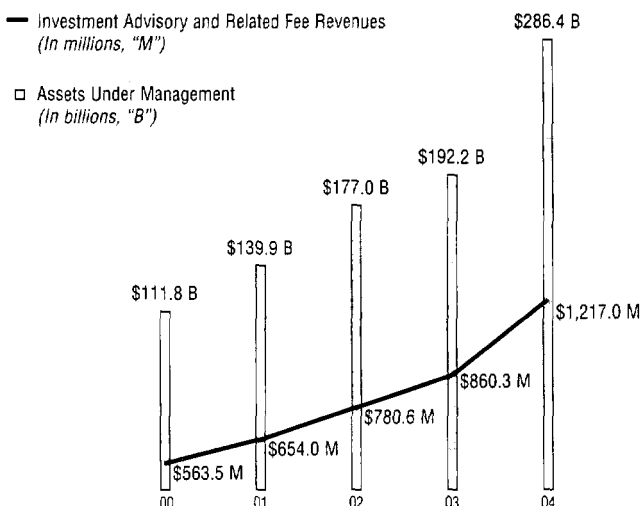 Investment Advisory and Related Fee Revenues
(In millions, “M”)
Assets Under Management
(In billions, “B”)
$286.4 B
$192.2 B
$177.0 B
$139.9 B
$111.8 B
$1,217.0 M
$860.3 M
$780.6 M
$654.0 M
$563.5 M
00 01 02 03 04